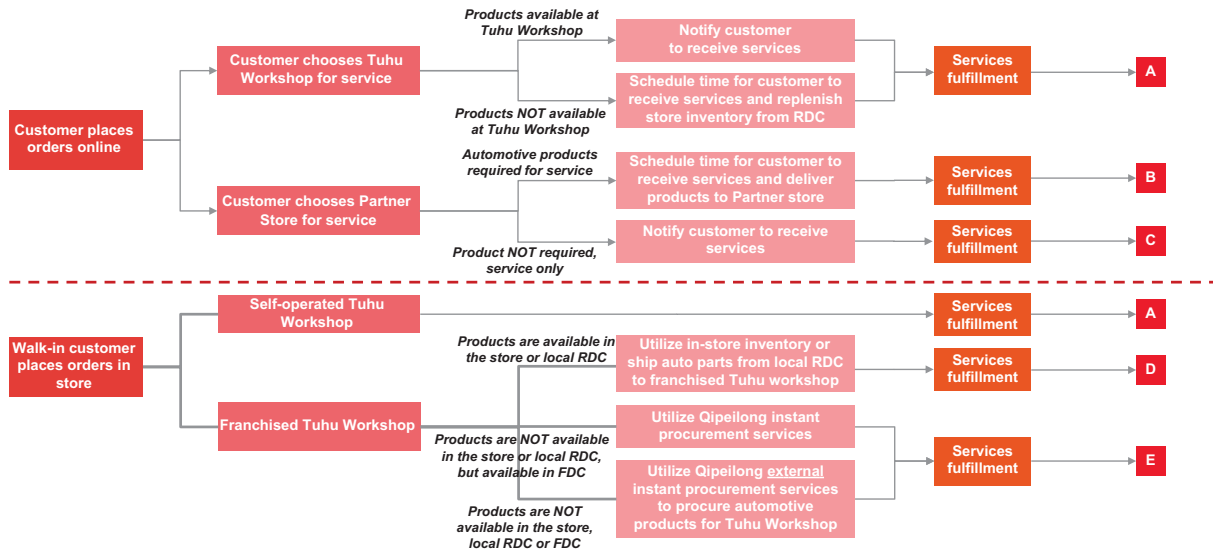 Products available at
Tuhu Workshop
Notify customer
to receive services
Customer chooses Tuhu
Workshop for service
Services
fulfillment
A
Schedule time for customer to
receive services and replenish
store inventory from RDC
Products NOT available
at Tuhu Workshop
Customer places
orders online
Automotive products
required for service
Schedule time for customer to
receive services and deliver
products to Partner store
Services
fulfillment
B
Customer chooses Partner
Store for service
Notify customer to receive
services
Services
fulfillment
C
Product NOT required,
service only
Self-operated Tuhu
Workshop
Services
fulfillment
A
Walk-in customer
places orders in
store
Products are available in
the store or local RDC
Utilize in-store inventory or
ship auto parts from local RDC
to franchised Tuhu workshop
Services
fulfillment
D
Franchised Tuhu Workshop
Products are NOT available
in the store or local RDC,
but available in FDC
Utilize Qipeilong instant
procurement services
Services
fulfillment
E
Utilize Qipeilong external
instant procurement services
to procure automotive
products for Tuhu Workshop
Products are NOT
available in the store,
local RDC or FDC